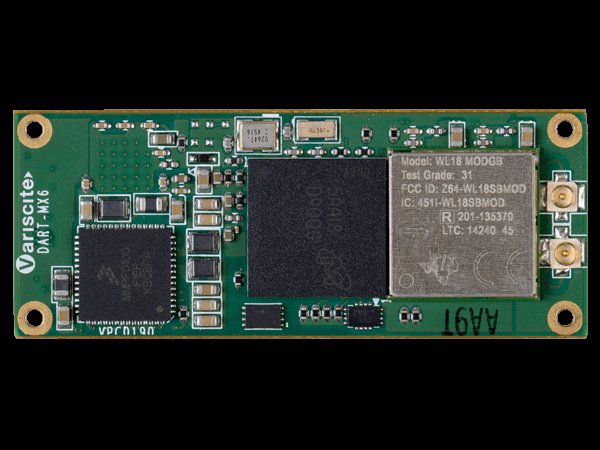 Variscite
DART-MX6
Model: WL18 MODGB
Test Grade: 31
FCC ID: Z64-WL18SBMOD
IC: 451I-WL18SBMOD
R 201-135370
LTC: 14240 45
AA9T